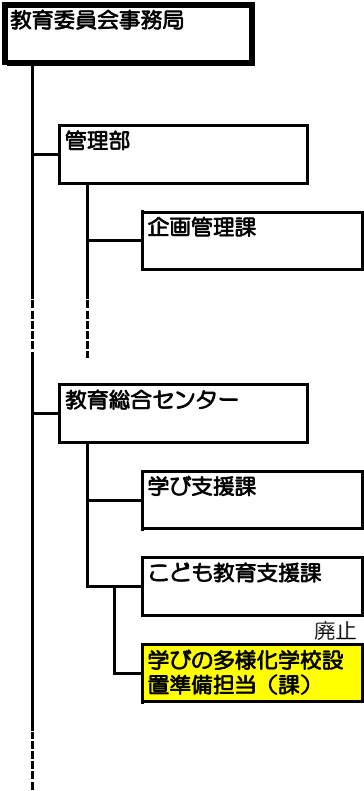 教育委員会事務局
管理部
企画管理課
教育総合センター
学び支援課
こども教育支援課
廃止
学びの多様化学校設
置準備担当（課）